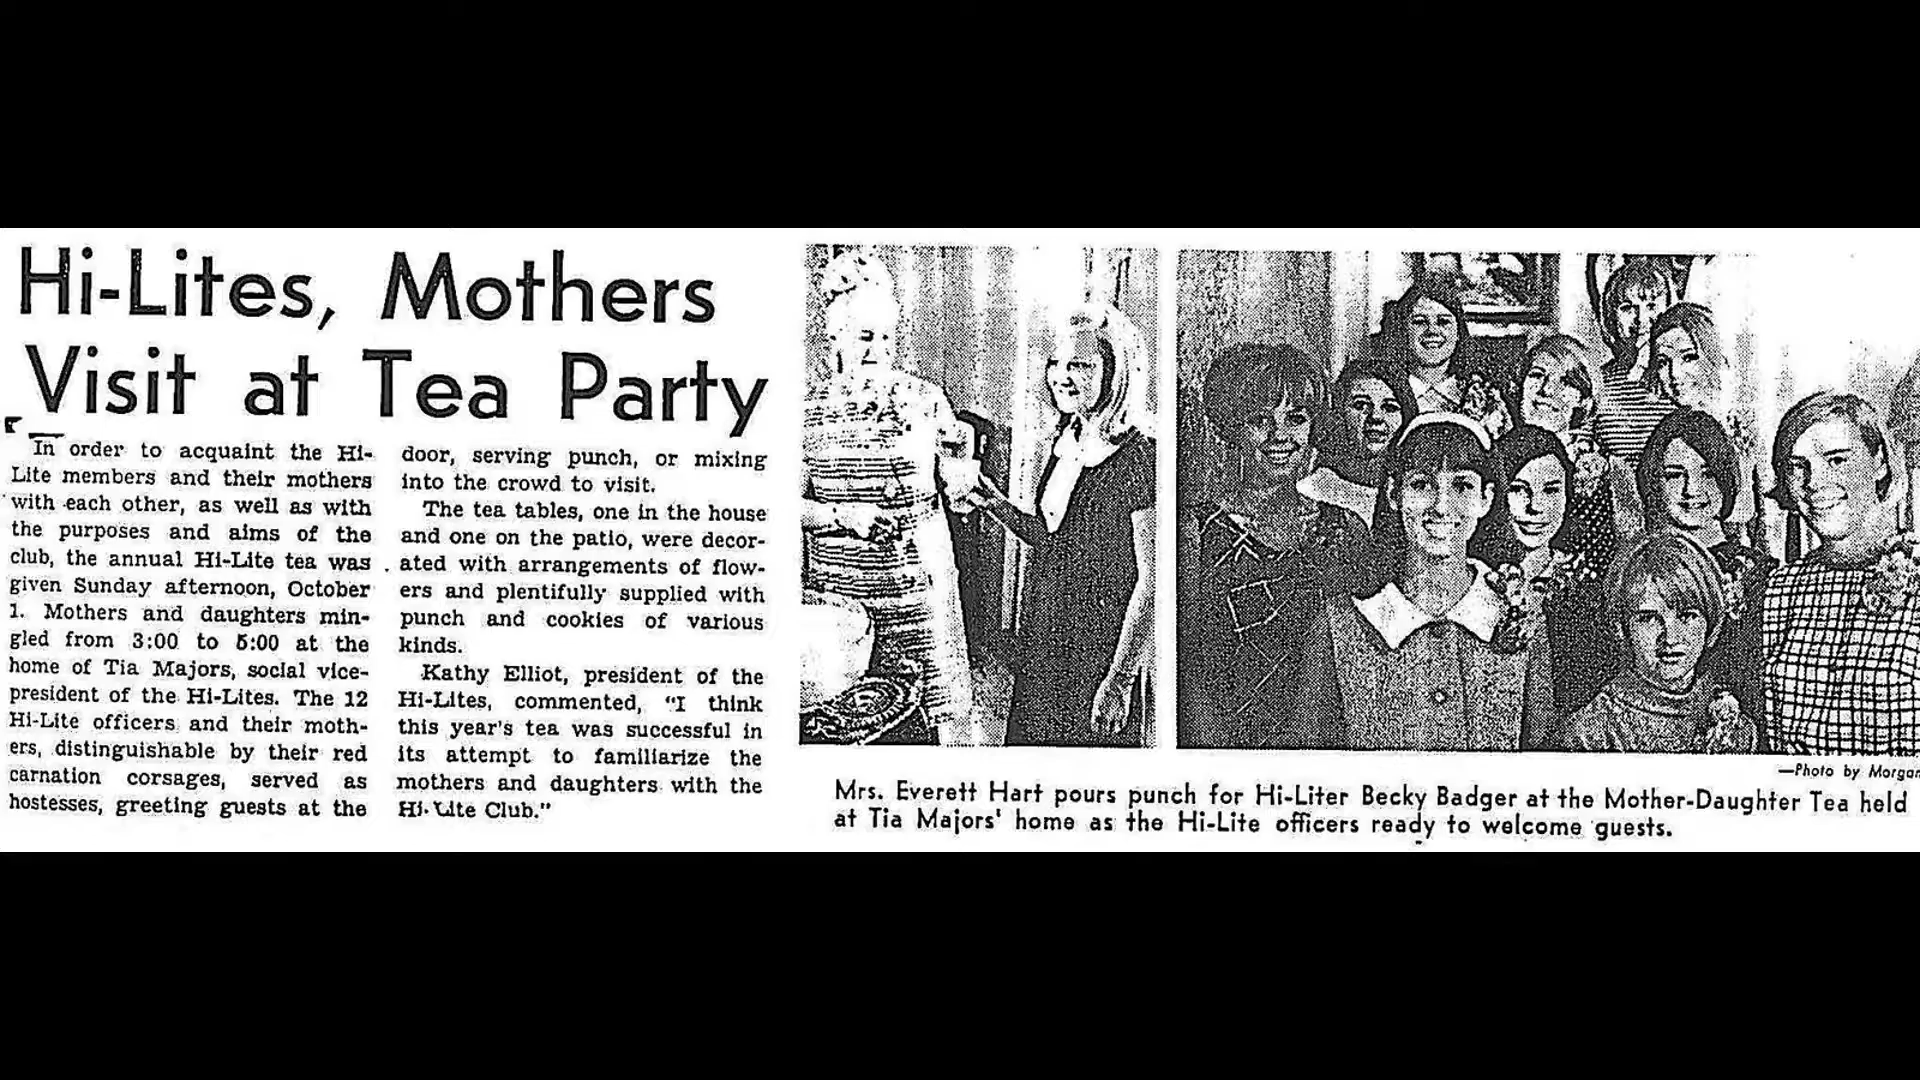 Hi-Lites, Mothers
Visit at Tea Party
In order to acquaint the Hi-
Lite members and their mothers
with each other, as well as with
the purposes and aims of the
club, the annual Hi-Lite tea was
given Sunday afternoon, October
1. Mothers and daughters min-
gled from 3:00 to 5:00 at the
home of Tia Majors, social vice-
president of the Hi-Lites. The 12
Hi-Lite officers and their moth-
ers, distinguishable by their red
carnation corsages, served as
hostesses, greeting guests at the
door, serving punch, or mixing
into the crowd to visit.
The tea tables, one in the house
and one on the patio, were decor-
ated with arrangements of flow-
ers and plentifully supplied with
punch and cookies of various
kinds.
Kathy Elliot, president of the
Hi-Lites, commented, "I think
this year's tea was successful in
its attempt to familiarize the
mothers and daughters with the
Hi-Lite Club."
—Photo by Morgan
Mrs. Everett Hart pours punch for Hi-Liter Becky Badger at the Mother-Daughter Tea held
at Tia Majors' home as the Hi-Lite officers ready to welcome guests.